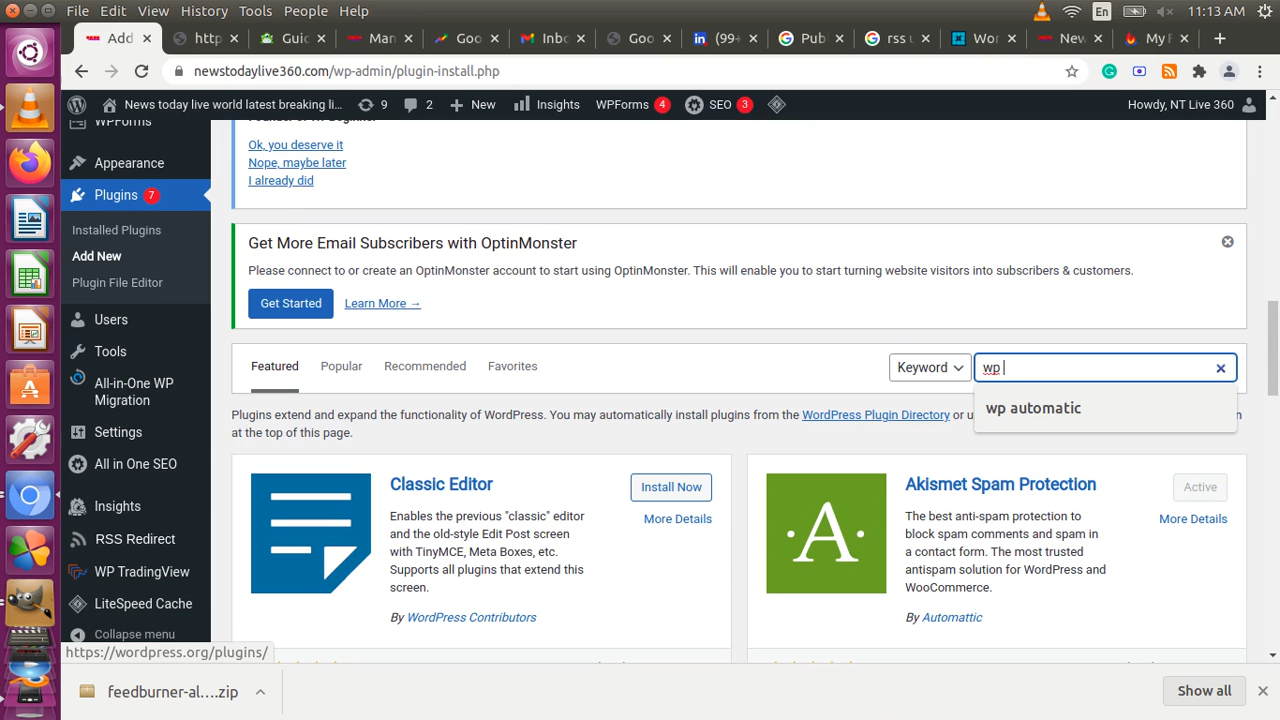 File Edit View History Tools People Help
En
11:13 AM
Add
http
Guid
Man
Goo
Inbo
Goo
(99+
Pub
rss u
Wor
New
My F
newstodaylive360.com/wp-admin/plugin-install.php
News today live world latest breaking li...
9
2
New
Insights
WPForms 4
SEO 3
Howdy, NT Live 360
WPForms
Appearance
Plugins 7
Installed Plugins
Add New
Plugin File Editor
Users
Tools
All-in-One WP
Migration
Settings
All in One SEO
Insights
RSS Redirect
WP TradingView
LiteSpeed Cache
Collapse menu
Ok, you deserve it
Nope, maybe later
I already did
Get More Email Subscribers with OptinMonster
Please connect to or create an OptinMonster account to start using OptinMonster. This will enable you to start turning website visitors into subscribers & customers.
Get Started
Learn More →
Featured
Popular
Recommended
Favorites
Keyword
wp
wp automatic
Plugins extend and expand the functionality of WordPress. You may automatically install plugins from the WordPress Plugin Directory or u
at the top of this page.
Classic Editor
Install Now
More Details
Enables the previous "classic" editor
and the old-style Edit Post screen
with TinyMCE, Meta Boxes, etc.
Supports all plugins that extend this
screen.
By WordPress Contributors
Akismet Spam Protection
Active
More Details
The best anti-spam protection to
block spam comments and spam in
a contact form. The most trusted
antispam solution for WordPress and
WooCommerce.
By Automattic
https://wordpress.org/plugins/
feedburner-al....zip
Show all